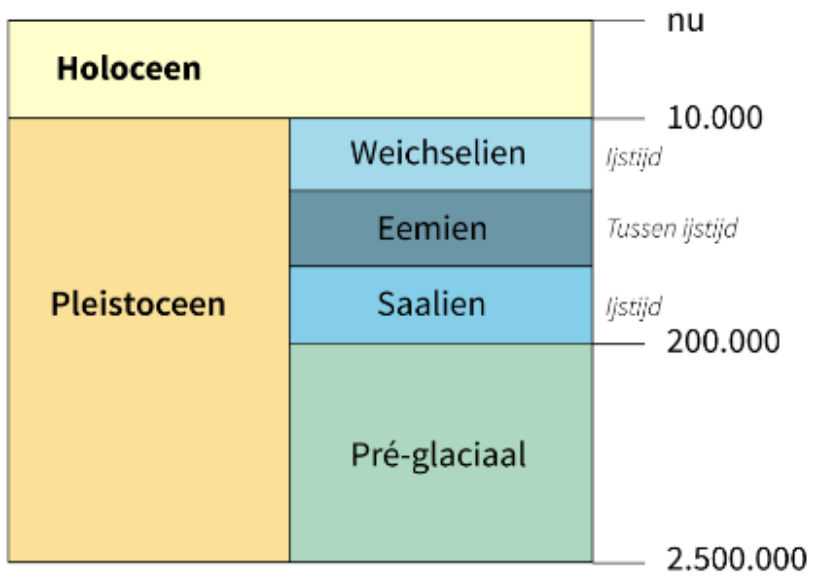 nu
Holoceen
10.000
Weichselien
Ijstijd
Eemien
Tussen ijstijd
Pleistoceen
Saalien
Ijstijd
200.000
Pré-glaciaal
2.500.000